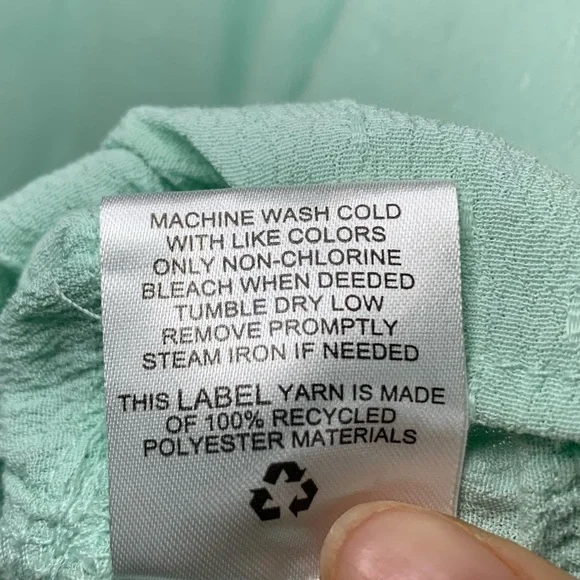 MACHINE WASH COLD
WITH LIKE COLORS
ONLY NON-CHLORINE
BLEACH WHEN DEEDED
TUMBLE DRY LOW
REMOVE PROMPTLY
STEAM IRON IF NEEDED
THIS LABEL YARN IS MADE
OF 100% RECYCLED
POLYESTER MATERIALS